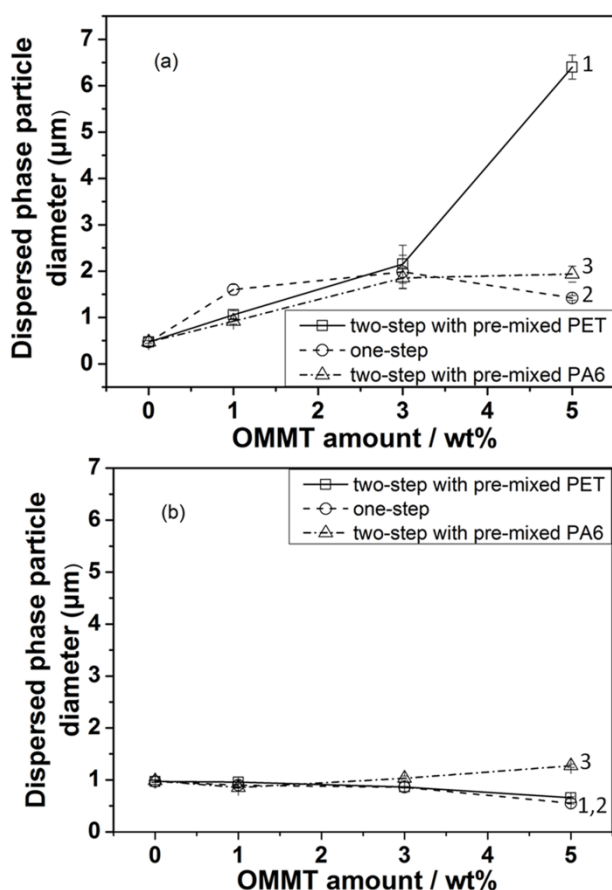 (a)
7
6
5
4
3
2
1
0
Dispersed phase particle
diameter (μm)
1
3
2
two-step with pre-mixed PET
one-step
two-step with pre-mixed PA6
0 1 2 3 4 5
OMMT amount / wt%
(b)
7
6
5
4
3
2
1
0
Dispersed phase particle
diameter (μm)
two-step with pre-mixed PET
one-step
two-step with pre-mixed PA6
3
1,2
0 1 2 3 4 5
OMMT amount / wt%